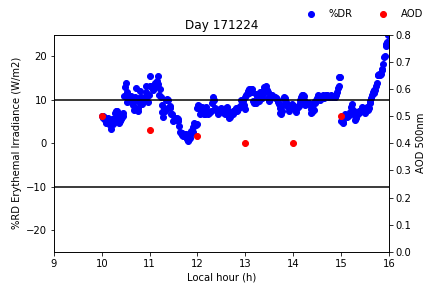 %DR AOD
Day 171224
%RD Erythermal Irradiance (W/m2)
20
10
0
−10
−20
0.8
0.7
0.6
0.5
0.4
0.3
0.2
0.1
0.0
AOD 500nm
9 10 11 12 13 14 15 16
Local hour (h)